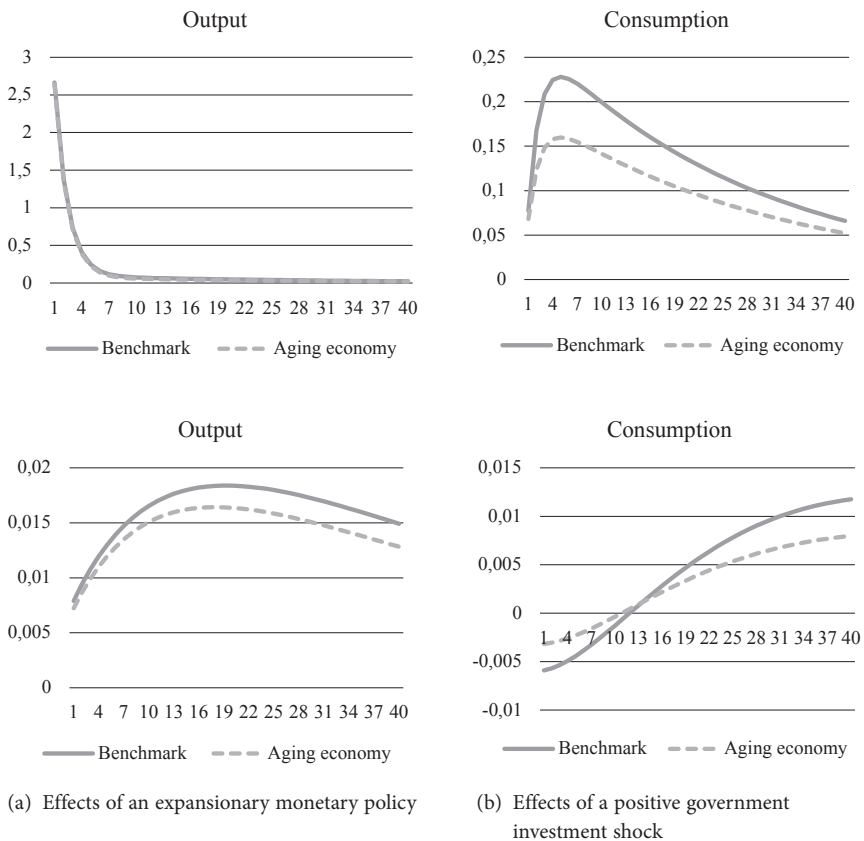 Output
3
2,5
2
1,5
1
0,5
0
1 4 7 10 13 16 19 22 25 28 31 34 37 40
Benchmark Aging economy
Consumption
0,25
0,2
0,15
0,1
0,05
0
1 4 7 10 13 16 19 22 25 28 31 34 37 40
Benchmark Aging economy
Output
0,02
0,015
0,01
0,005
0
1 4 7 10 13 16 19 22 25 28 31 34 37 40
Benchmark Aging economy
Consumption
0,015
0,01
0,005
0
1 4 7 10 13 16 19 22 25 28 31 34 37 40
-0,005
-0,01
Benchmark Aging economy
(a) Effects of an expansionary monetary policy
(b) Effects of a positive government
investment shock